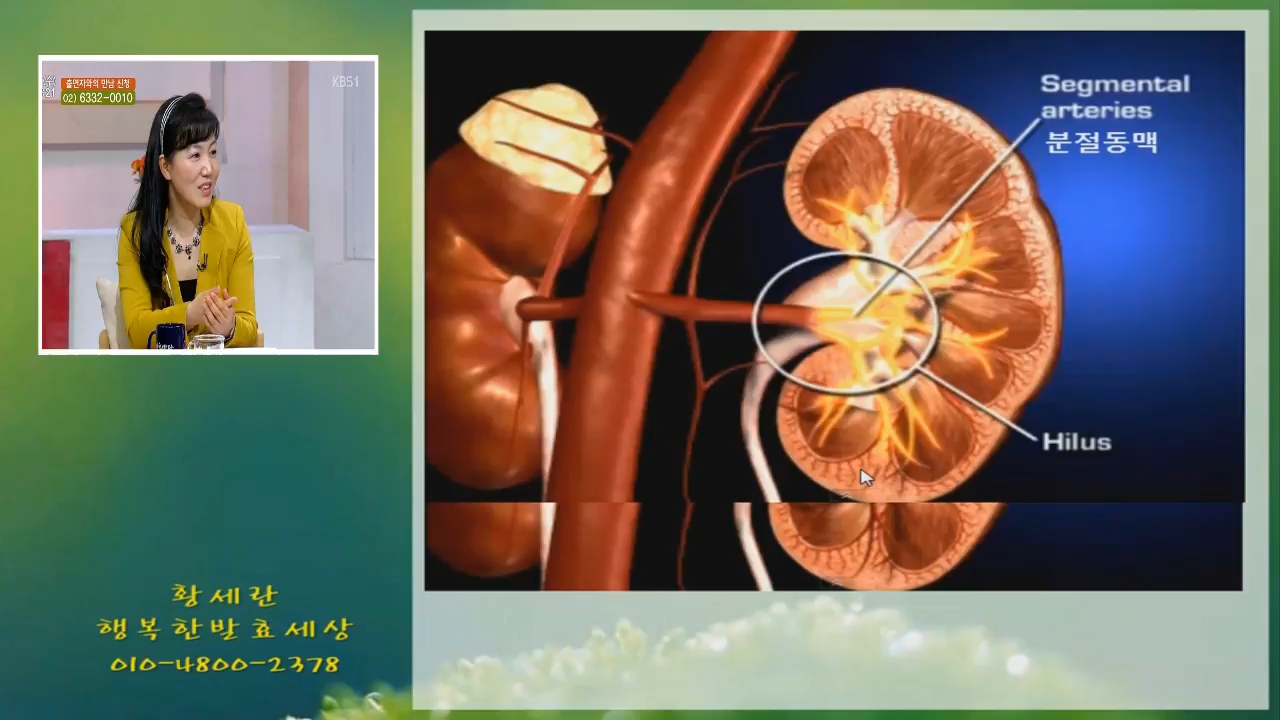 출연자와의 만남 신청
02) 6332-0010
KBS1
Segmental
arteries
분절동맥
Hilus
황세란
행복한발효세상
010-4800-2378